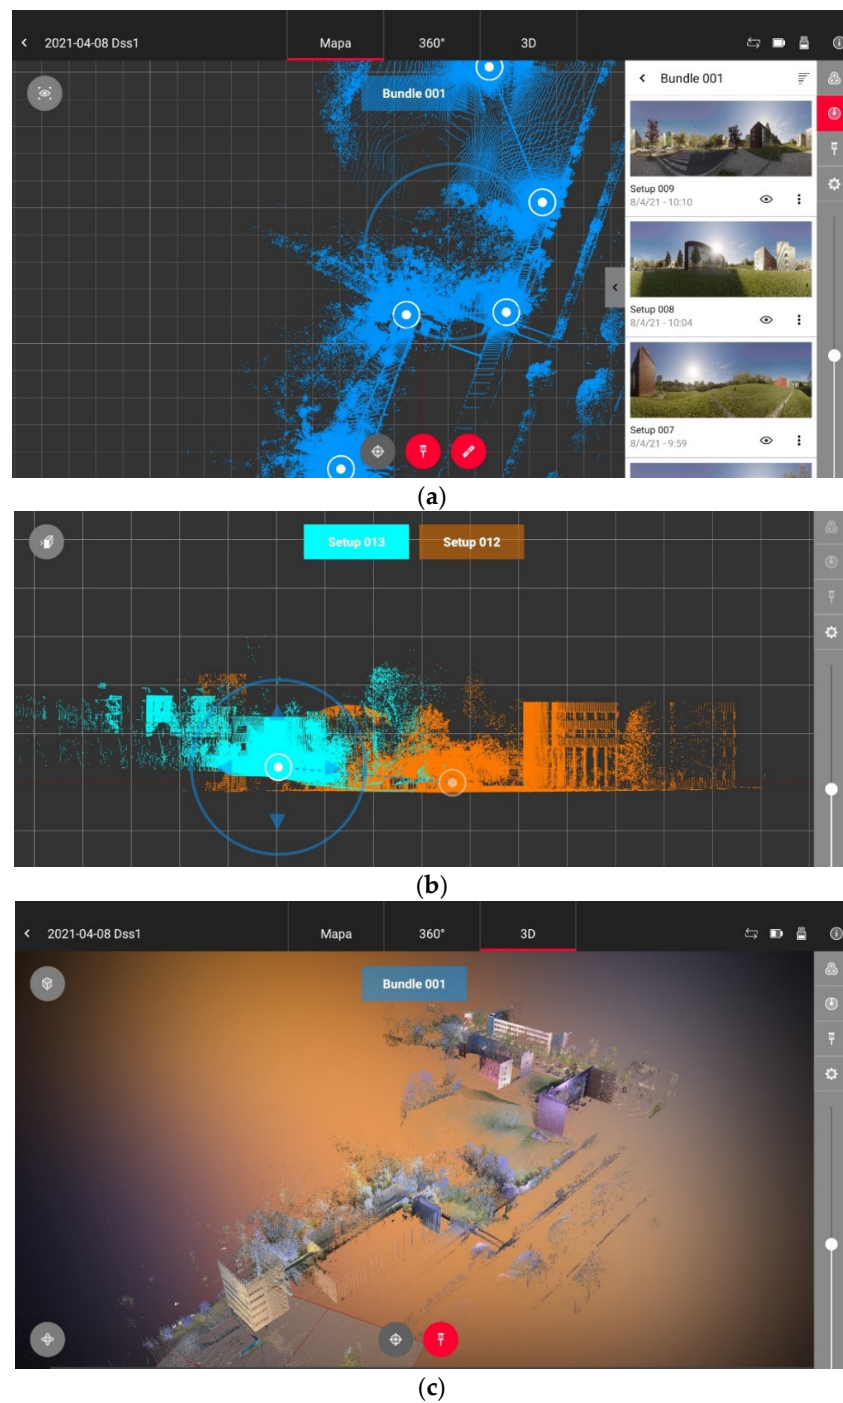 2021-04-08 Dss1
Mapa
360°
3D
Bundle 001
Bundle 001
Setup 009
8/4/21 - 10:10
Setup 008
8/4/21 - 10:04
Setup 007
8/4/21 - 9:59
(a)
Setup 013
Setup 012
(b)
2021-04-08 Dss1
Mapa
360°
3D
Bundle 001
(c)